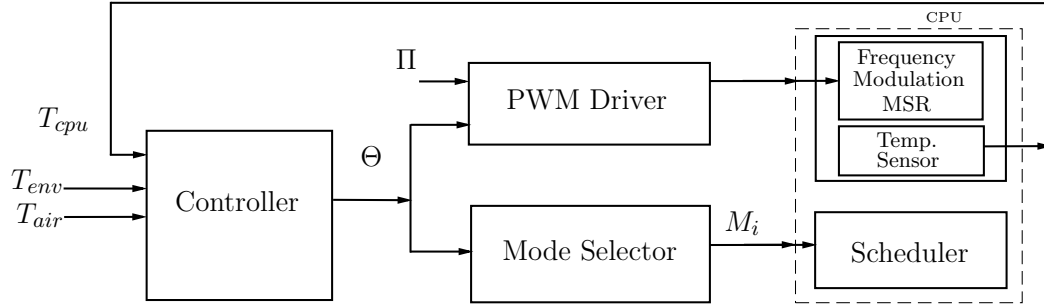 CPU
Π
PWM Driver
Frequency
Modulation
MSR
T_cpu
Θ
Temp.
Sensor
T_env
T_air
Controller
Mode Selector
M_i
Scheduler